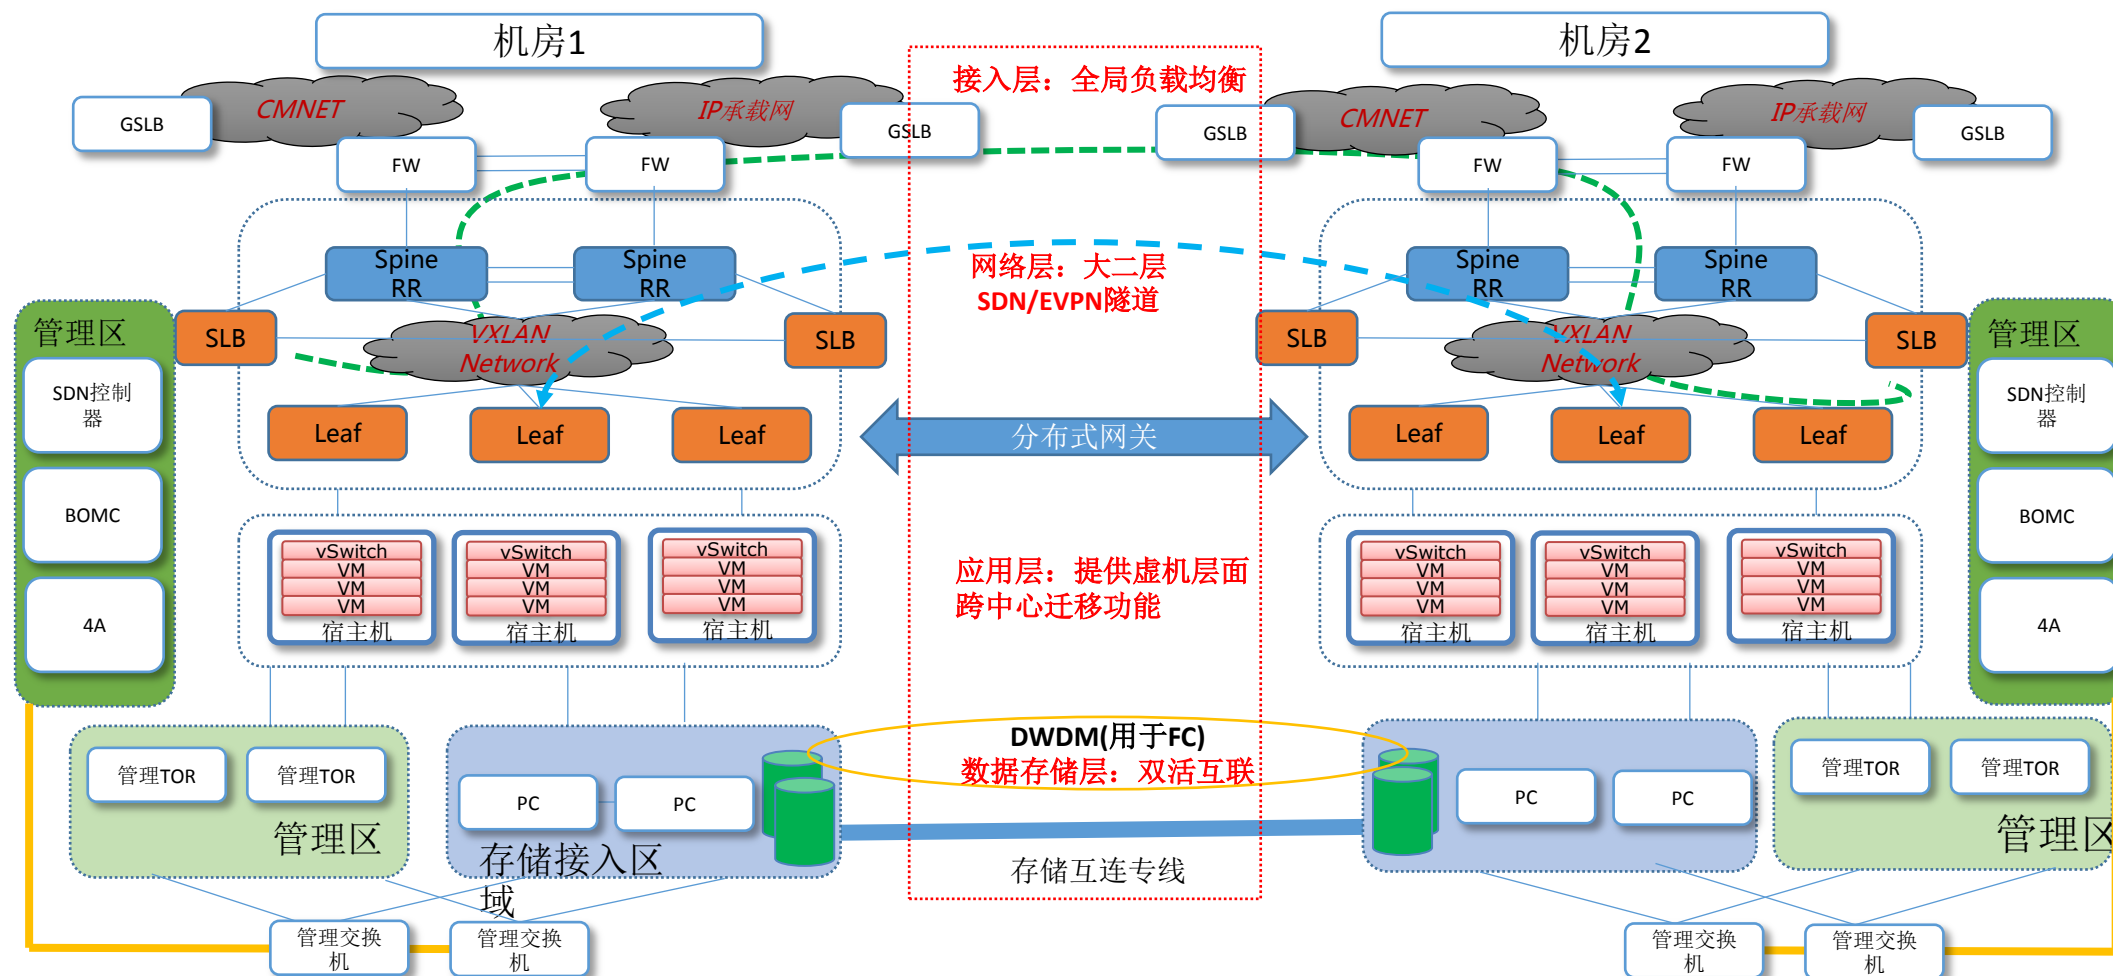 机房1
机房2
接入层：全局负载均衡
CMNET
IP承载网
CMNET
IP承载网
GSLB
GSLB
GSLB
GSLB
FW
FW
FW
FW
Spine
RR
Spine
RR
Spine
RR
Spine
RR
网络层：大二层
SDN/EVPN隧道
管理区
SLB
VXLAN
Network
SLB
SLB
VXLAN
Network
SLB
管理区
SDN控制
器
SDN控制
器
Leaf
Leaf
Leaf
分布式网关
Leaf
Leaf
Leaf
BOMC
BOMC
vSwitch
VM
VM
VM
宿主机
vSwitch
VM
VM
VM
宿主机
vSwitch
VM
VM
VM
宿主机
应用层：提供虚机层面
跨中心迁移功能
vSwitch
VM
VM
VM
宿主机
vSwitch
VM
VM
VM
宿主机
vSwitch
VM
VM
VM
宿主机
4A
4A
DWDM(用于FC)
数据存储层：双活互联
管理TOR
管理TOR
管理区
PC
PC
存储接入区
域
存储互连专线
PC
PC
管理TOR
管理TOR
管理区
管理交换
机
管理交换
机
管理交换
机
管理交换
机